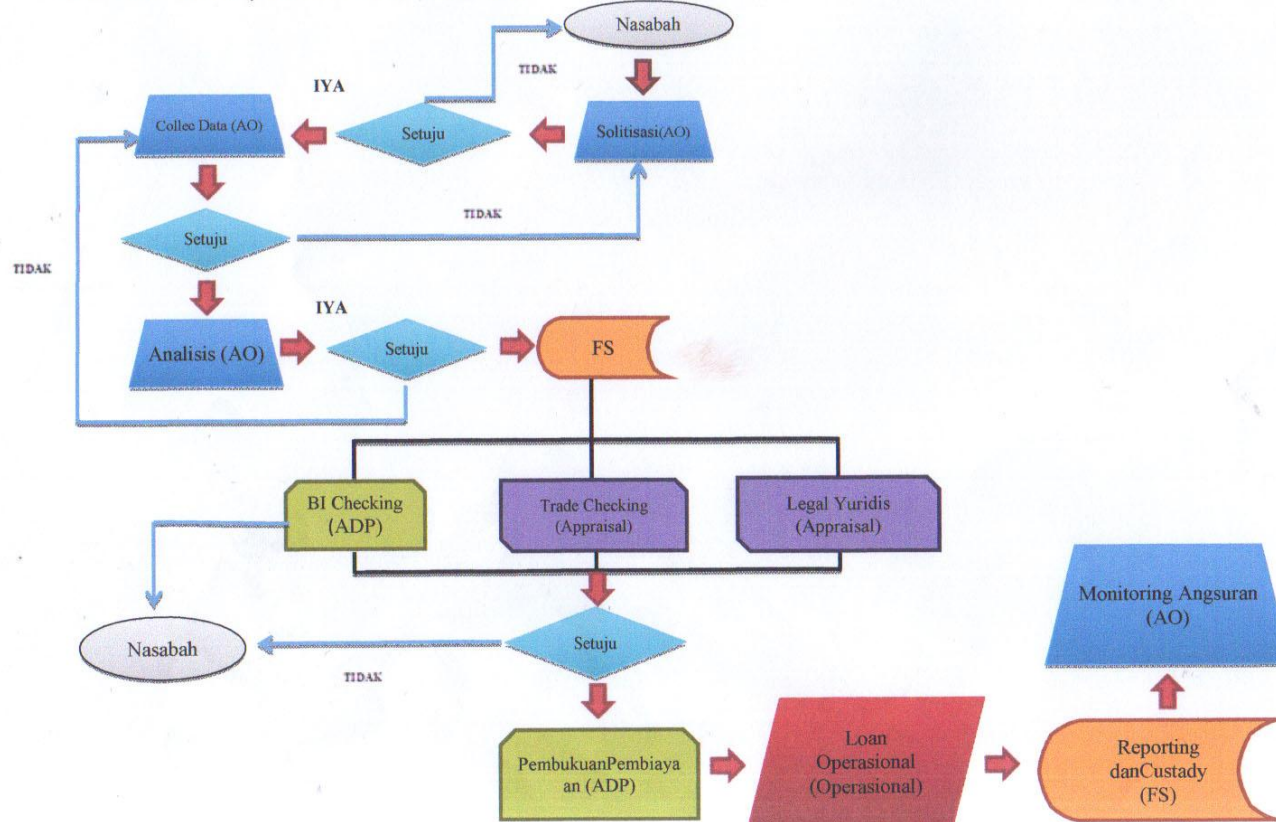 Nasabah
TIDAK
IYA
Collec Data (AO)
Setuju
Solitisasi(AO)
TIDAK
Setuju
TIDAK
IYA
Analisis (AO)
Setuju
FS
BI Checking
(ADP)
Trade Checking
(Appraisal)
Legal Yuridis
(Appraisal)
Monitoring Angsuran
(AO)
Nasabah
Setuju
TIDAK
PembukuanPembiaya
an (ADP)
Loan
Operasional
(Operasional)
Reporting
danCustady
(FS)